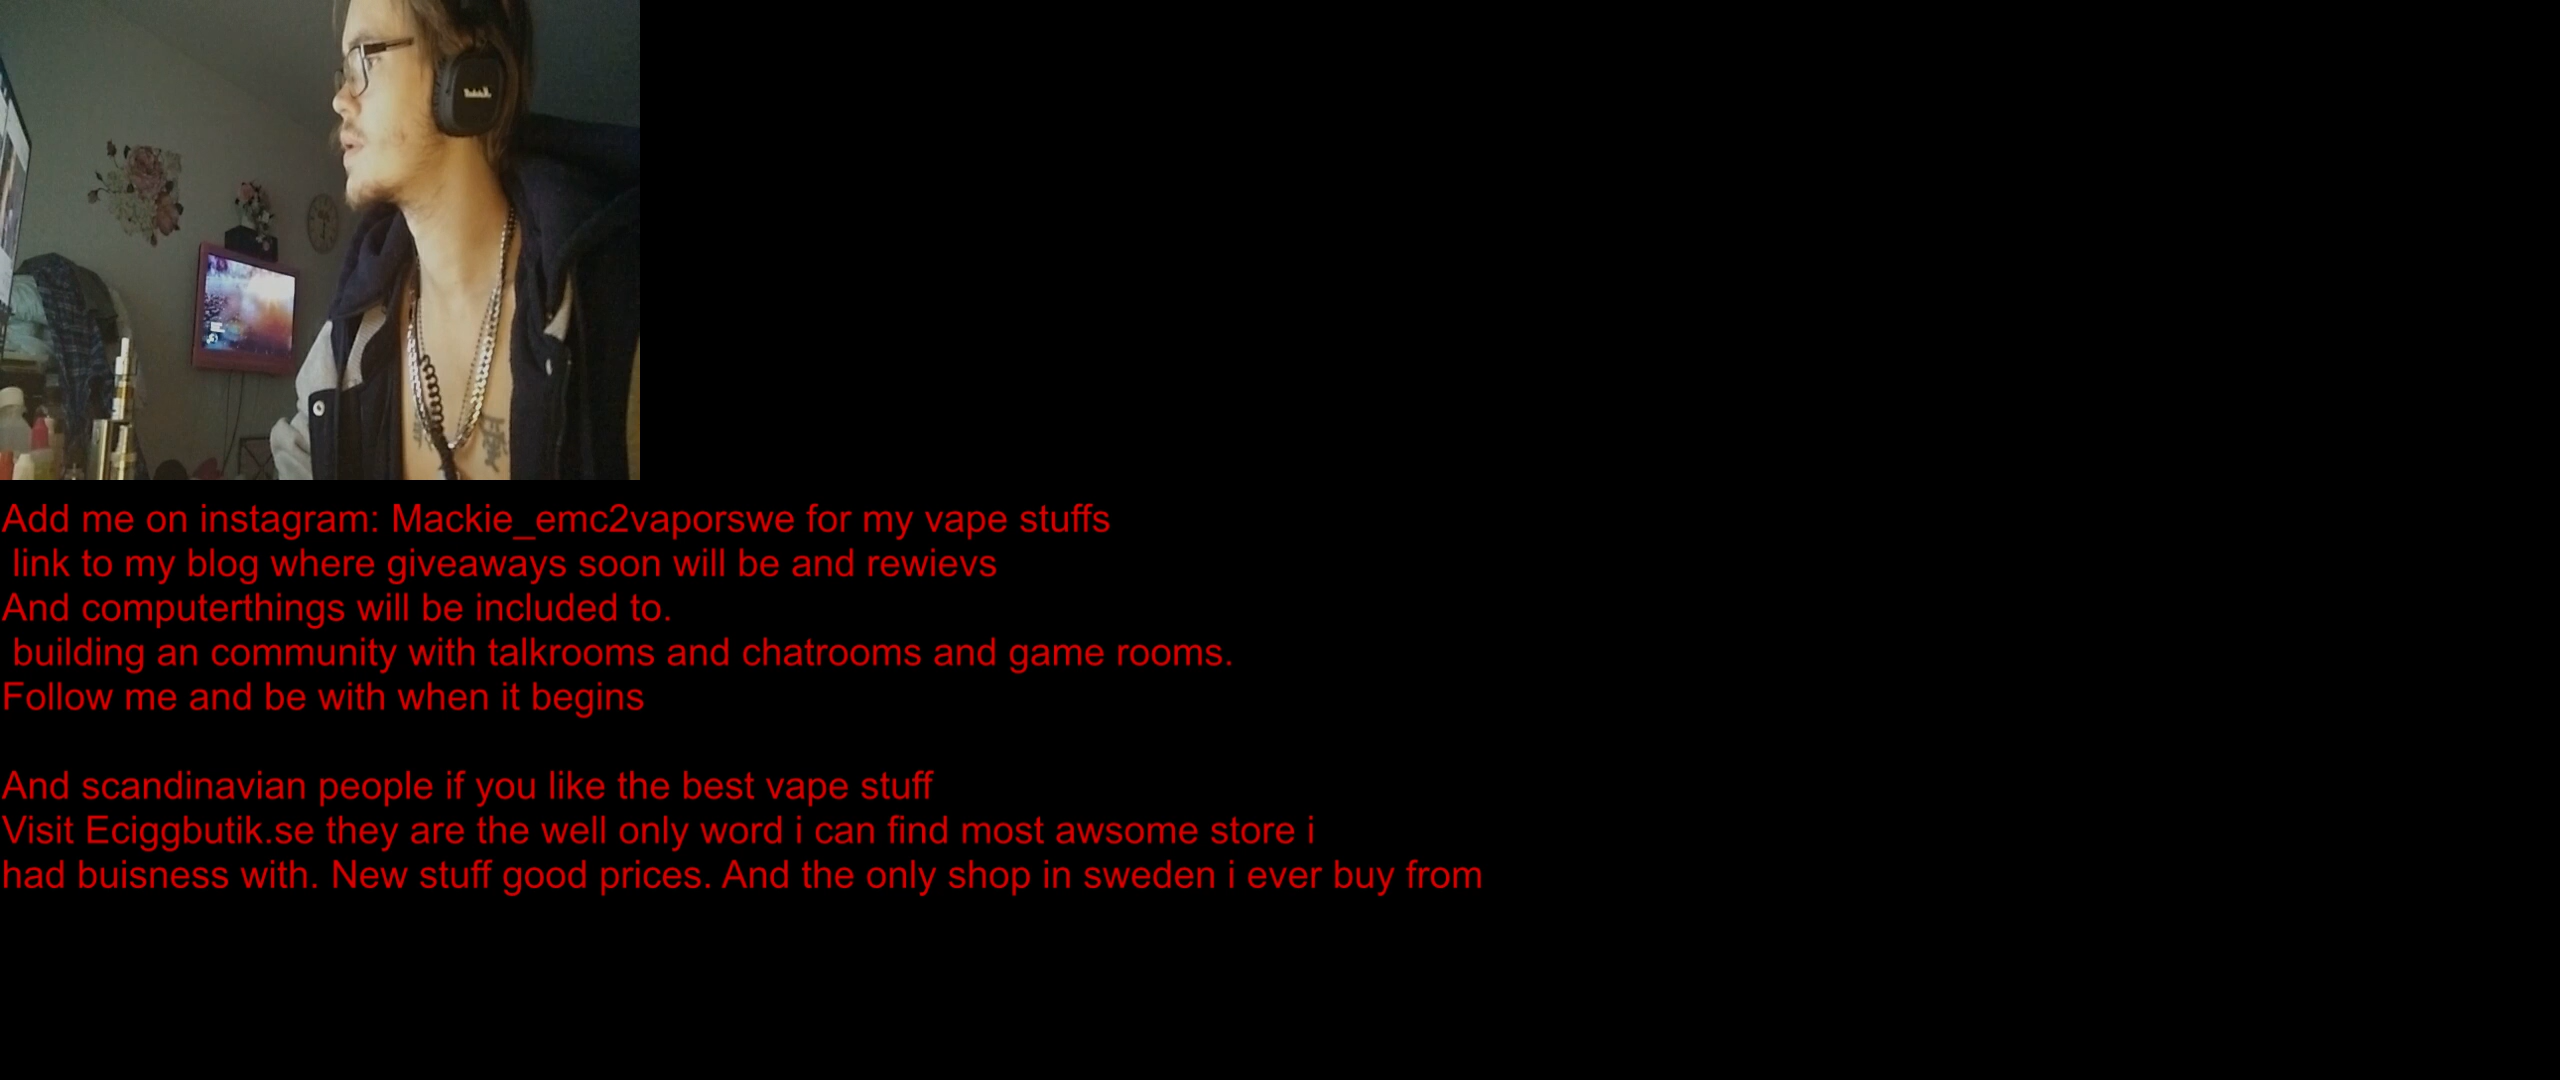 Add me on instagram: Mackie_emc2vaporswe for my vape stuffs
link to my blog where giveaways soon will be and rewievs
And computerthings will be included to.
building an community with talkrooms and chatrooms and game rooms.
Follow me and be with when it begins
And scandinavian people if you like the best vape stuff
Visit Eciggbutik.se they are the well only word i can find most awsome store i
had buisness with. New stuff good prices. And the only shop in sweden i ever buy from